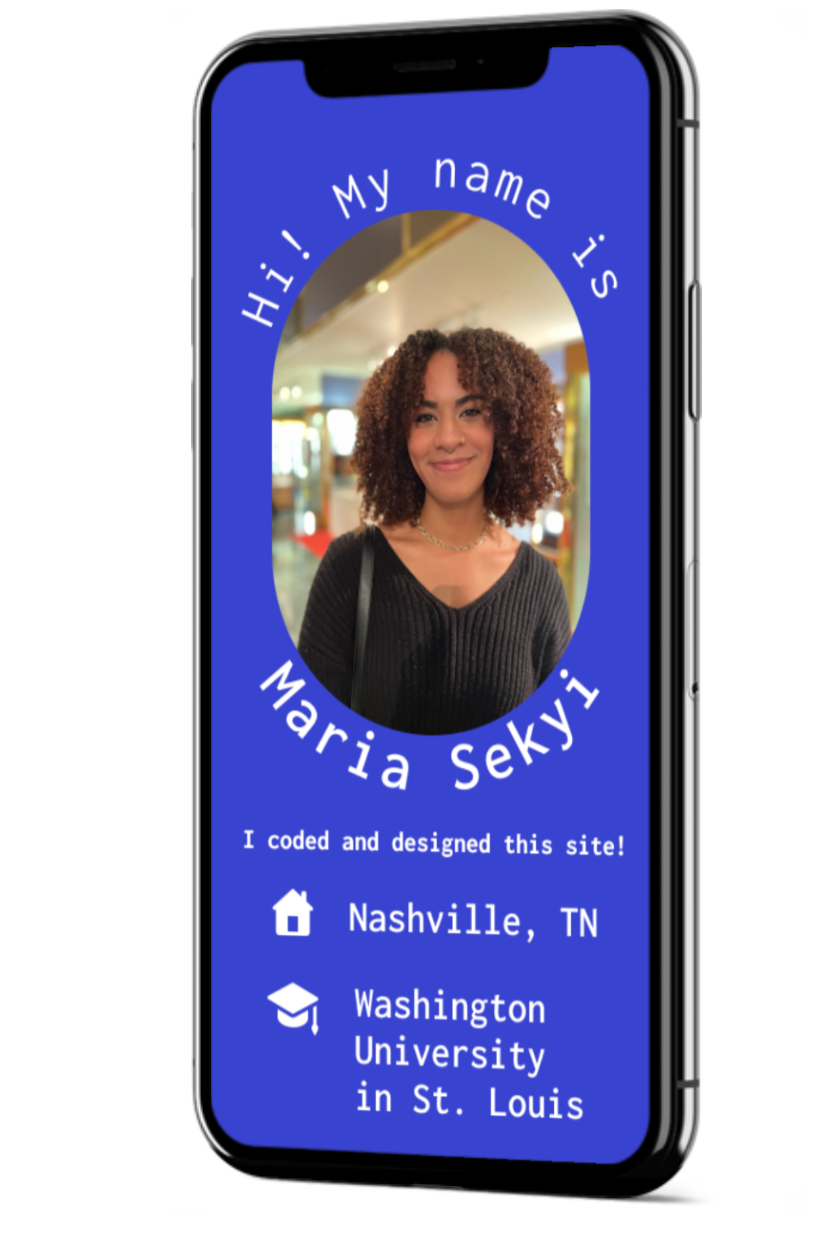 Hi! My name is
Maria Sekyi
I coded and designed this site!
Nashville, TN
Washington
University
in St. Louis